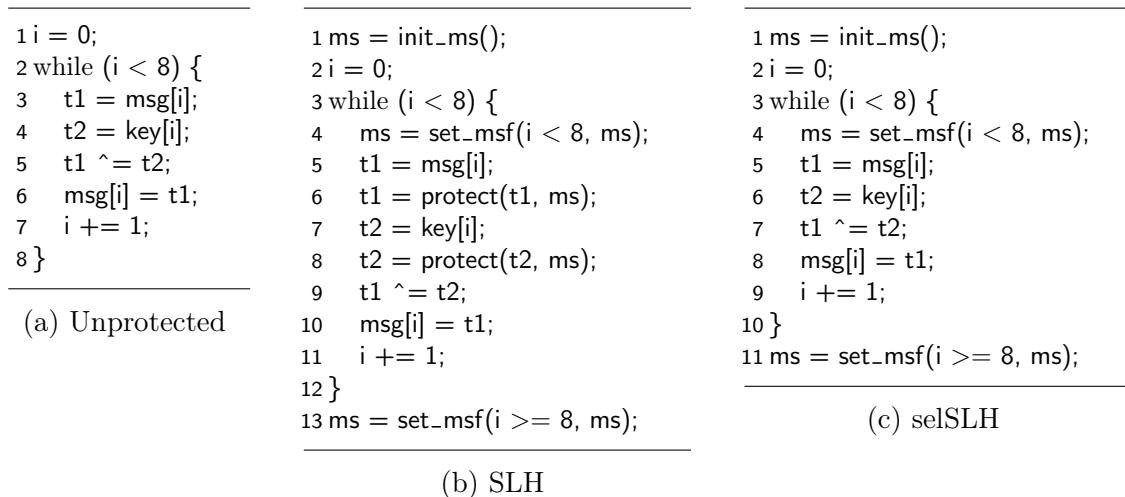 1 i = 0;
2 while (i < 8) {
3 t1 = msg[i];
4 t2 = key[i];
5 t1 ^= t2;
6 msg[i] = t1;
7 i += 1;
8 }
(a) Unprotected
1 ms = init_ms();
2 i = 0;
3 while (i < 8) {
4 ms = set_msf(i < 8, ms);
5 t1 = msg[i];
6 t1 = protect(t1, ms);
7 t2 = key[i];
8 t2 = protect(t2, ms);
9 t1 ^= t2;
10 msg[i] = t1;
11 i += 1;
12 }
13 ms = set_msf(i >= 8, ms);
(b) SLH
1 ms = init_ms();
2 i = 0;
3 while (i < 8) {
4 ms = set_msf(i < 8, ms);
5 t1 = msg[i];
6 t2 = key[i];
7 t1 ^= t2;
8 msg[i] = t1;
9 i += 1;
10 }
11 ms = set_msf(i >= 8, ms);
(c) selSLH